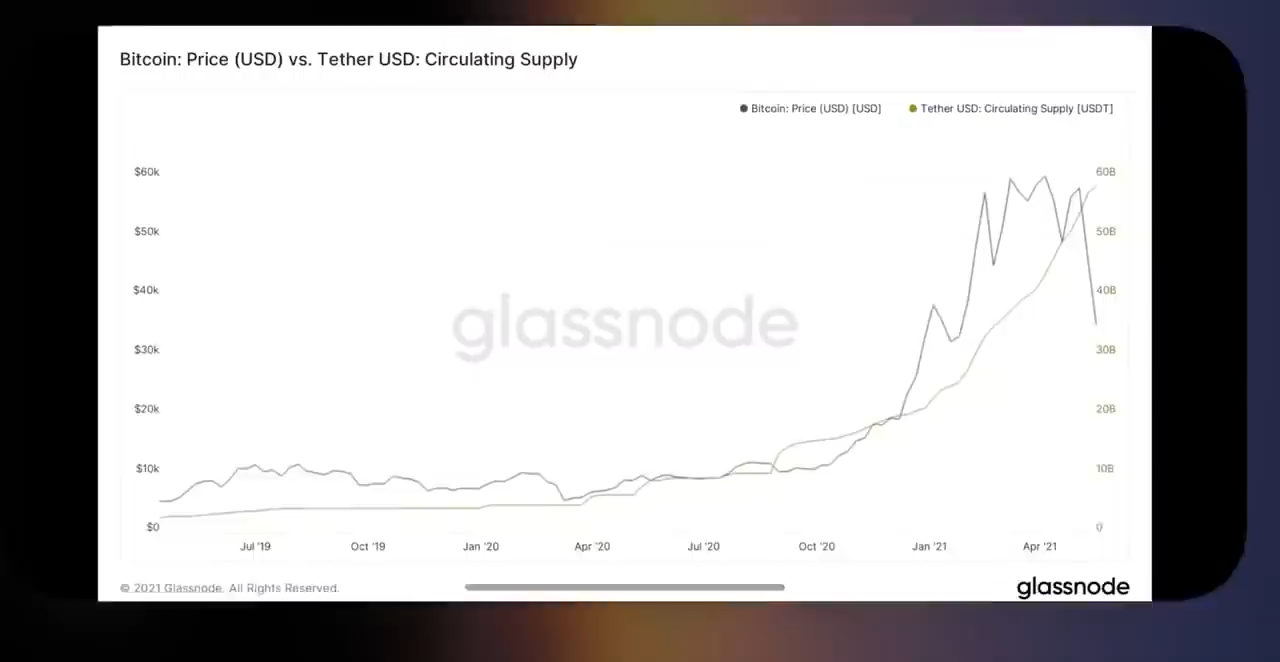 Bitcoin: Price (USD) vs. Tether USD: Circulating Supply
Bitcoin: Price (USD) [USD] Tether USD: Circulating Supply [USDT]
$60k 60B
$50k 50B
$40k 40B
glassnode
$30k 30B
$20k 20B
$10k 10B
$0 0
Jul '19 Oct '19 Jan '20 Apr '20 Jul '20 Oct '20 Jan '21 Apr '21
© 2021 Glassnode. All Rights Reserved. glassnode